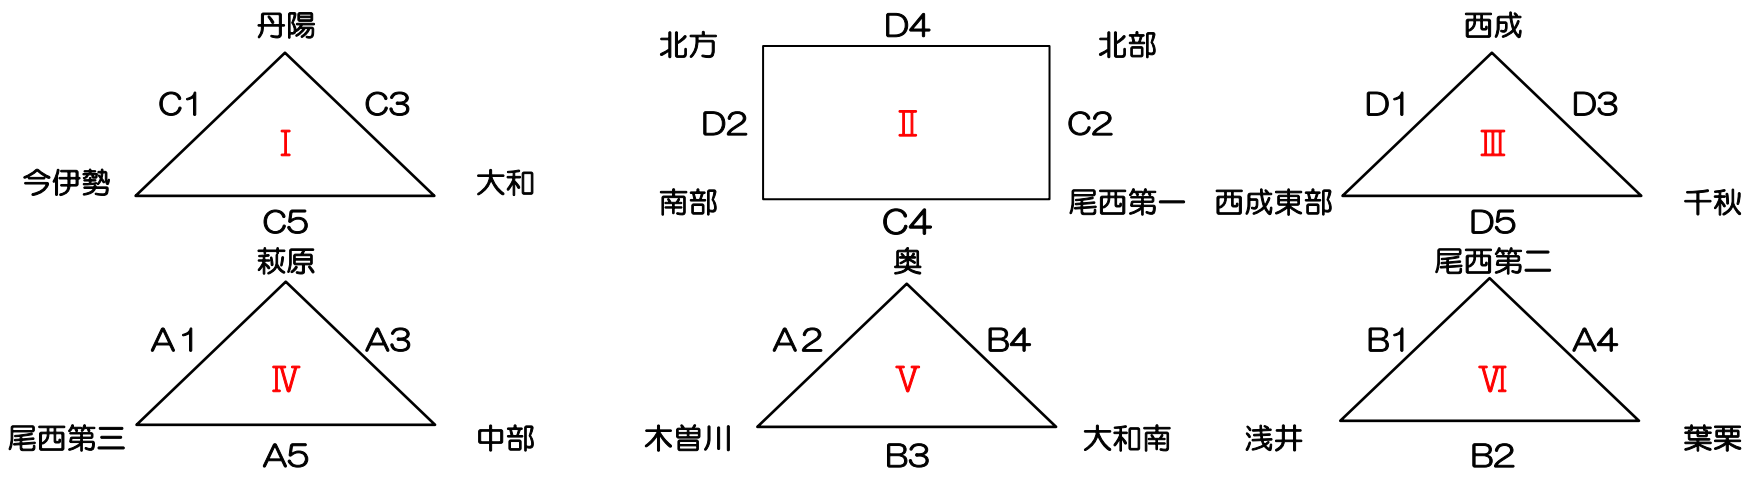 丹陽
C1
C3
Ⅰ
今伊勢
大和
C5
D4
北方
北部
D2
Ⅱ
C2
南部
尾西第一
C4
西成
D1
D3
Ⅲ
西成東部
千秋
D5
萩原
A1
A3
Ⅳ
尾西第三
中部
A5
奥
A2
B4
Ⅴ
木曽川
大和南
B3
尾西第二
B1
A4
Ⅵ
浅井
葉栗
B2